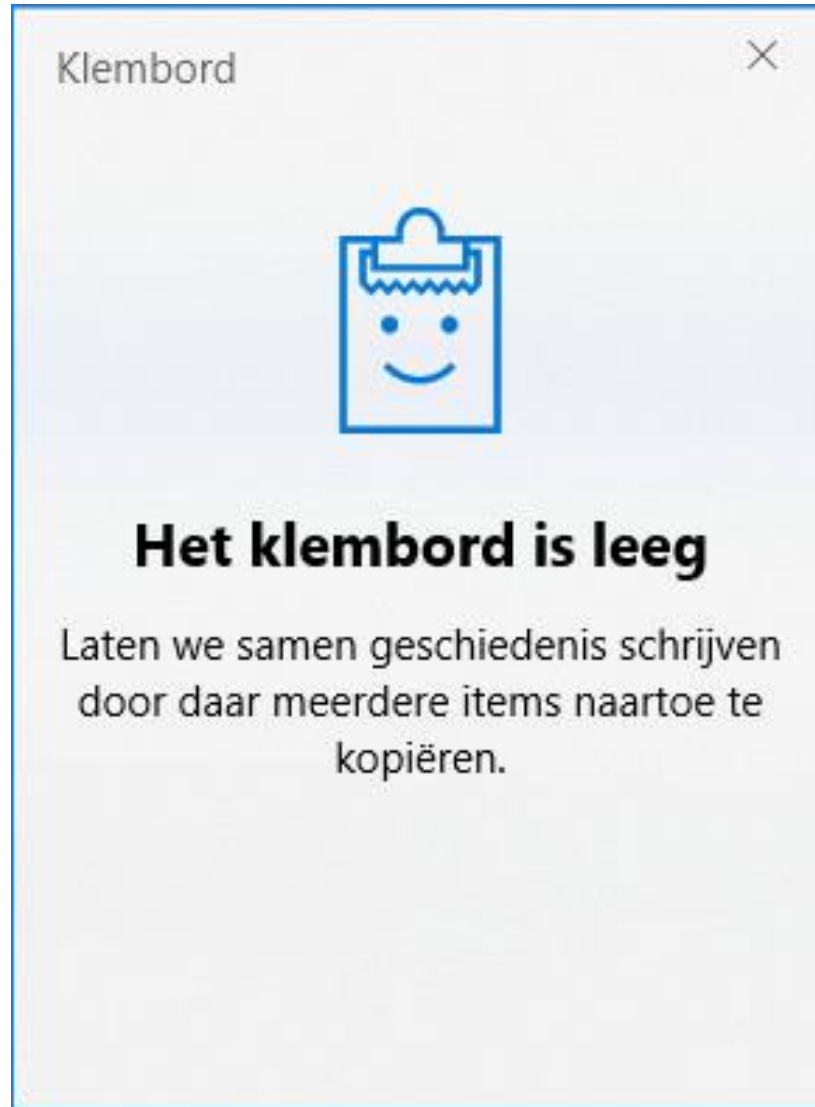 Klembord
Het klembord is leeg
Laten we samen geschiedenis schrijven
door daar meerdere items naartoe te
kopiëren.